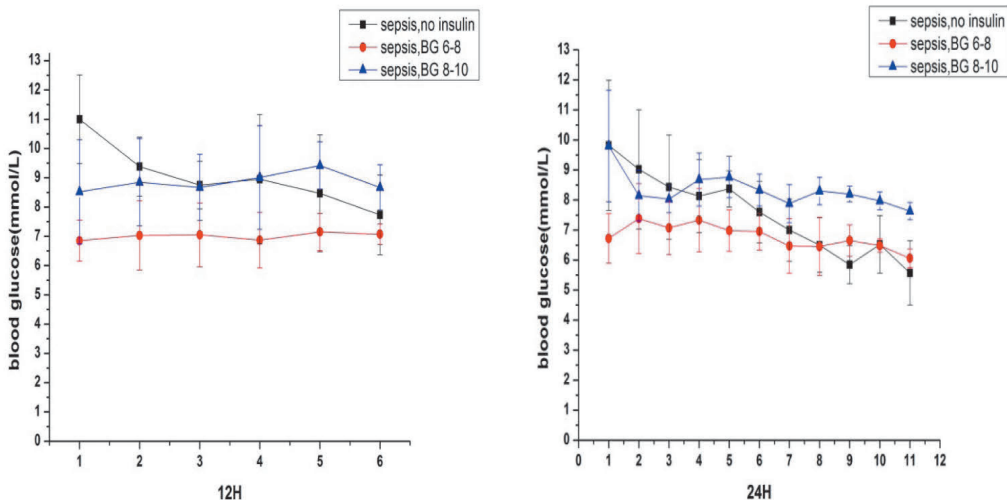 sepsis,no insulin
sepsis,BG 6-8
sepsis,BG 8-10
blood glucose(mmol/L)
13
12
11
10
9
8
7
6
5
4
3
2
1
0
1 2 3 4 5 6
12H
sepsis,no insulin
sepsis,BG 6-8
sepsis,BG 8-10
blood glucose(mmol/L)
13
12
11
10
9
8
7
6
5
4
3
2
1
0
0 1 2 3 4 5 6 7 8 9 10 11 12
24H